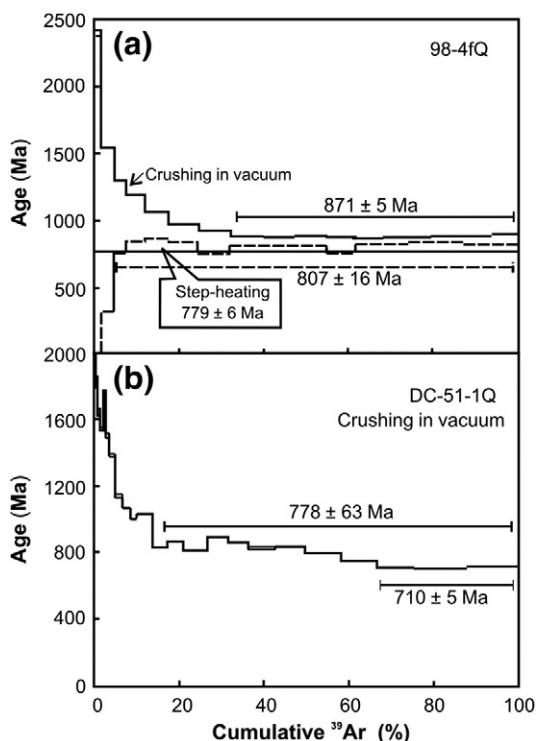 2500
(a)
98-4fQ
2000
Age (Ma)
1500
Crushing in vacuum
871 ± 5 Ma
1000
807 ± 16 Ma
500
Step-heating
779 ± 6 Ma
2000
(b)
DC-51-1Q
Crushing in vacuum
1600
1200
Age (Ma)
778 ± 63 Ma
800
710 ± 5 Ma
400
0
0 20 40 60 80 100
Cumulative ³⁹Ar (%)